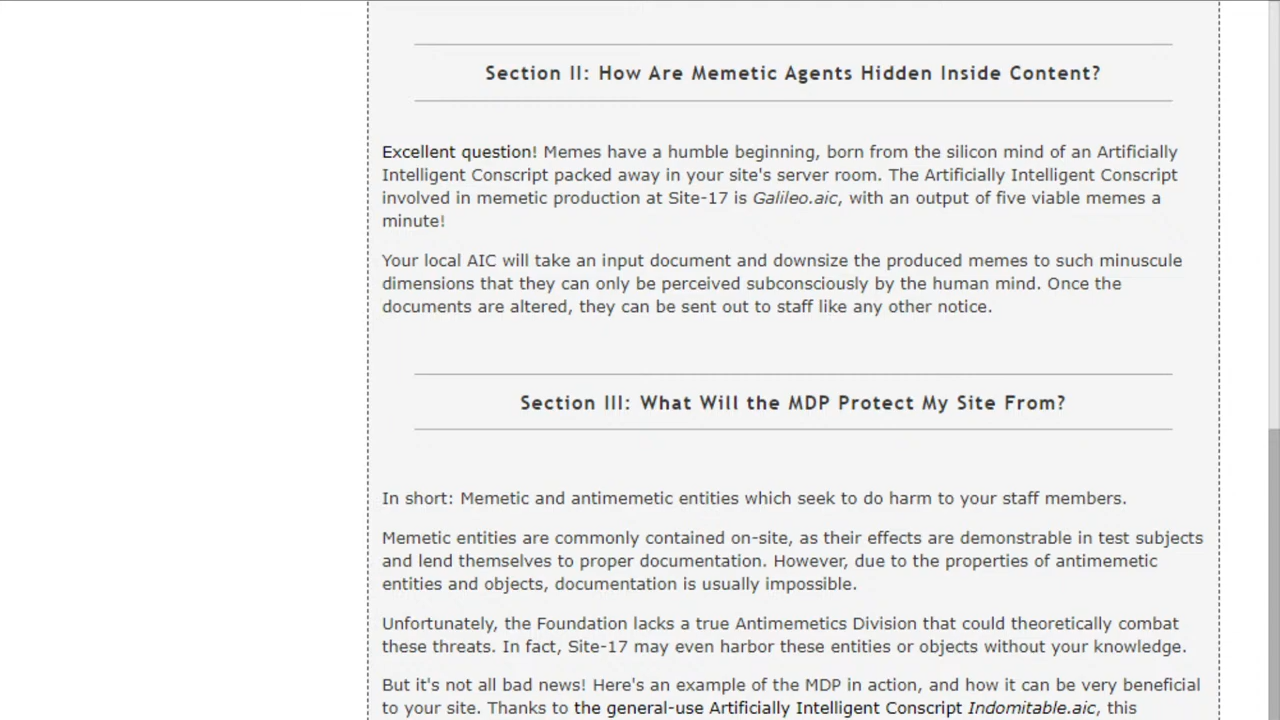 Section II: How Are Memetic Agents Hidden Inside Content?
Excellent question! Memes have a humble beginning, born from the silicon mind of an Artificially
Intelligent Conscript packed away in your site's server room. The Artificially Intelligent Conscript
involved in memetic production at Site-17 is Galileo.aic, with an output of five viable memes a
minute!
Your local AIC will take an input document and downsize the produced memes to such minuscule
dimensions that they can only be perceived subconsciously by the human mind. Once the
documents are altered, they can be sent out to staff like any other notice.
Section III: What Will the MDP Protect My Site From?
In short: Memetic and antimemetic entities which seek to do harm to your staff members.
Memetic entities are commonly contained on-site, as their effects are demonstrable in test subjects
and lend themselves to proper documentation. However, due to the properties of antimemetic
entities and objects, documentation is usually impossible.
Unfortunately, the Foundation lacks a true Antimemetics Division that could theoretically combat
these threats. In fact, Site-17 may even harbor these entities or objects without your knowledge.
But it's not all bad news! Here's an example of the MDP in action, and how it can be very beneficial
to your site. Thanks to the general-use Artificially Intelligent Conscript Indomitable.aic, this